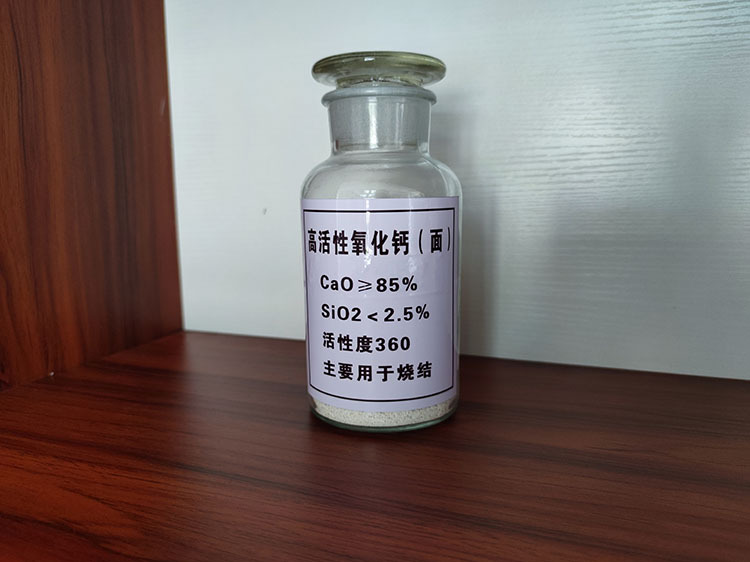 高活性氧化钙（面）
CaO≥85%
SiO2＜2.5%
活性度360
主要用于烧结